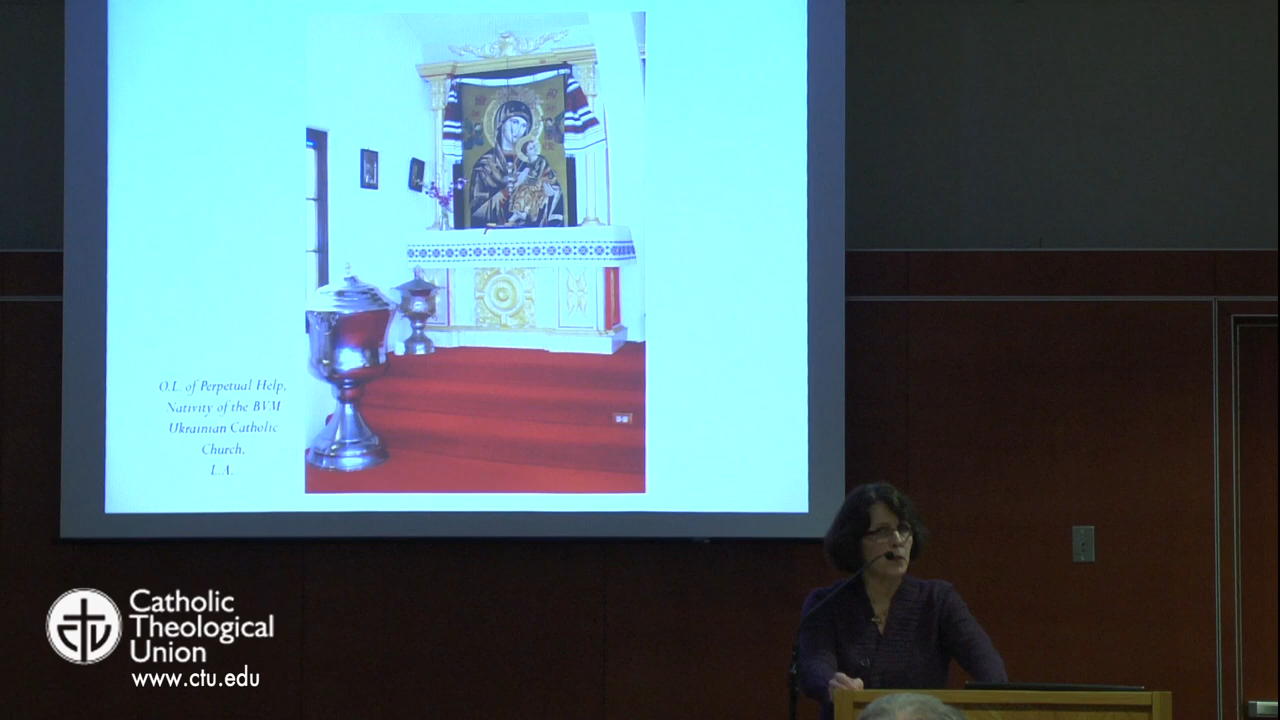 O.L. of Perpetual Help,
Nativity of the BVM
Ukrainian Catholic
Church,
L.A.
Catholic
Theological
Union
www.ctu.edu